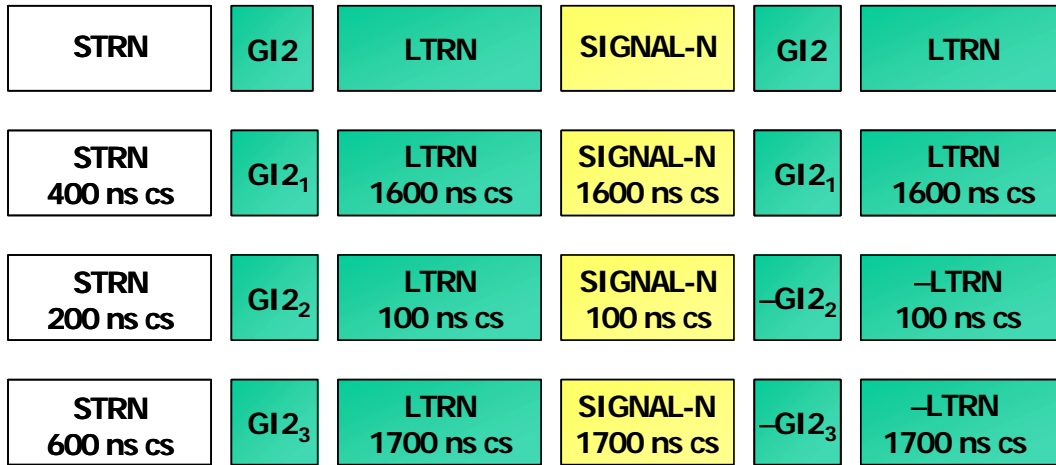 STRN GI2 LTRN SIGNAL-N GI2 LTRN
STRN
400 ns cs
GI2₁
LTRN
1600 ns cs
SIGNAL-N
1600 ns cs
GI2₁
LTRN
1600 ns cs
STRN
200 ns cs
GI2₂
LTRN
100 ns cs
SIGNAL-N
100 ns cs
–GI2₂
–LTRN
100 ns cs
STRN
600 ns cs
GI2₃
LTRN
1700 ns cs
SIGNAL-N
1700 ns cs
–GI2₃
–LTRN
1700 ns cs